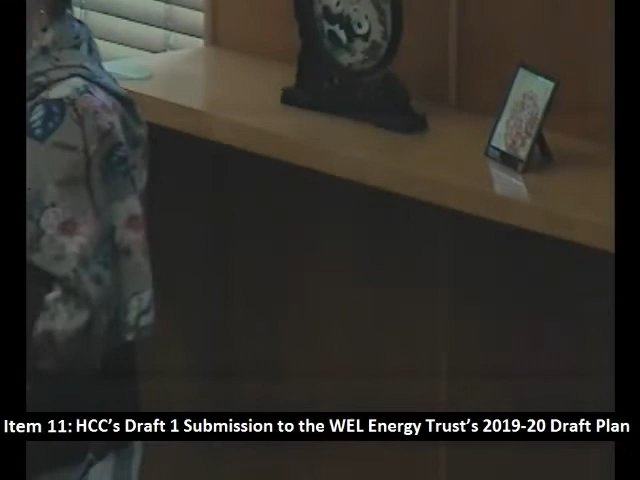 Item 11: HCC's Draft 1 Submission to the WEL Energy Trust's 2019-20 Draft Plan